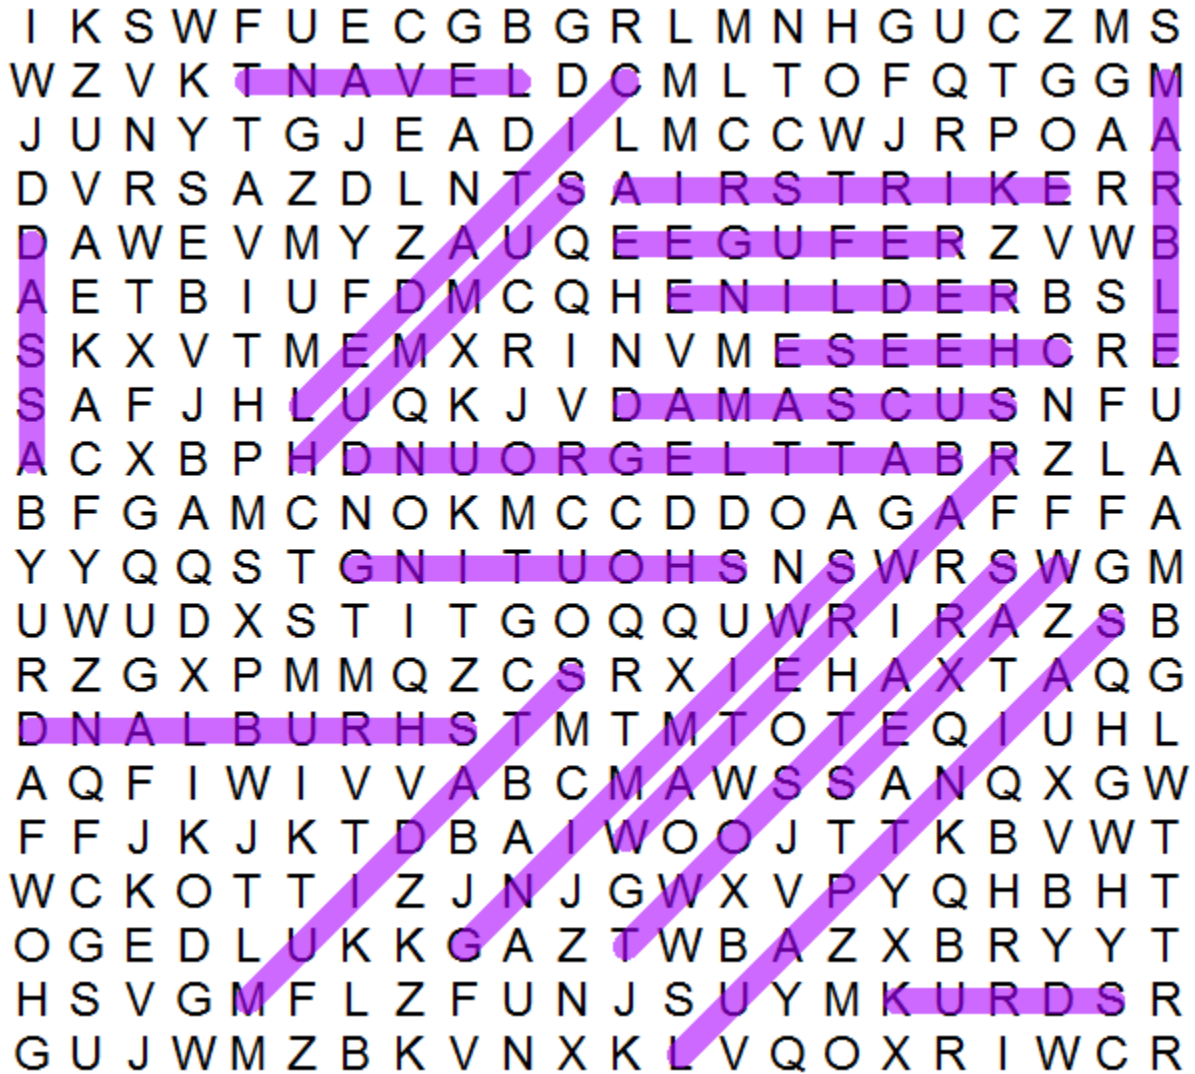 I K S W F U E C G B G R L M N H G U C Z M S
W Z V K T N A V E L D C M L T O F Q T G G M
J U N Y T G J E A D I L M C C W J R P O A A
D V R S A Z D L N T S A I R S T R I K E R R
D A W E V M Y Z A U Q E E G U F E R Z V W B
A E T B I U F D M C Q H E N I L D E R B S L
S K X V T M E M X R I N V M E S E E H C R E
S A F J H L U Q K J V D A M A S C U S N F U
A C X B P H D N U O R G E L T T A B R Z L A
B F G A M C N O K M C C D D O A G A F F F A
Y Y Q Q S T G N I T U O H S N S W R S W G M
U W U D X S T I T G O Q Q U W R I R A Z S B
R Z G X P M M Q Z C S R X I E H A X T A Q G
D N A L B U R H S T M T M T O T E Q I U H L
A Q F I W I V V A B C M A W S S A N Q X G W
F F J K J K T D B A I W O O J T T K B V W T
W C K O T T I Z J N J G W X V P Y Q H B H T
O G E D L U K K G A Z T W B A Z X B R Y Y T
H S V G M F L Z F U N J S U Y M K U R D S R
G U J W M Z B K V N X K L V Q O X R I W C R